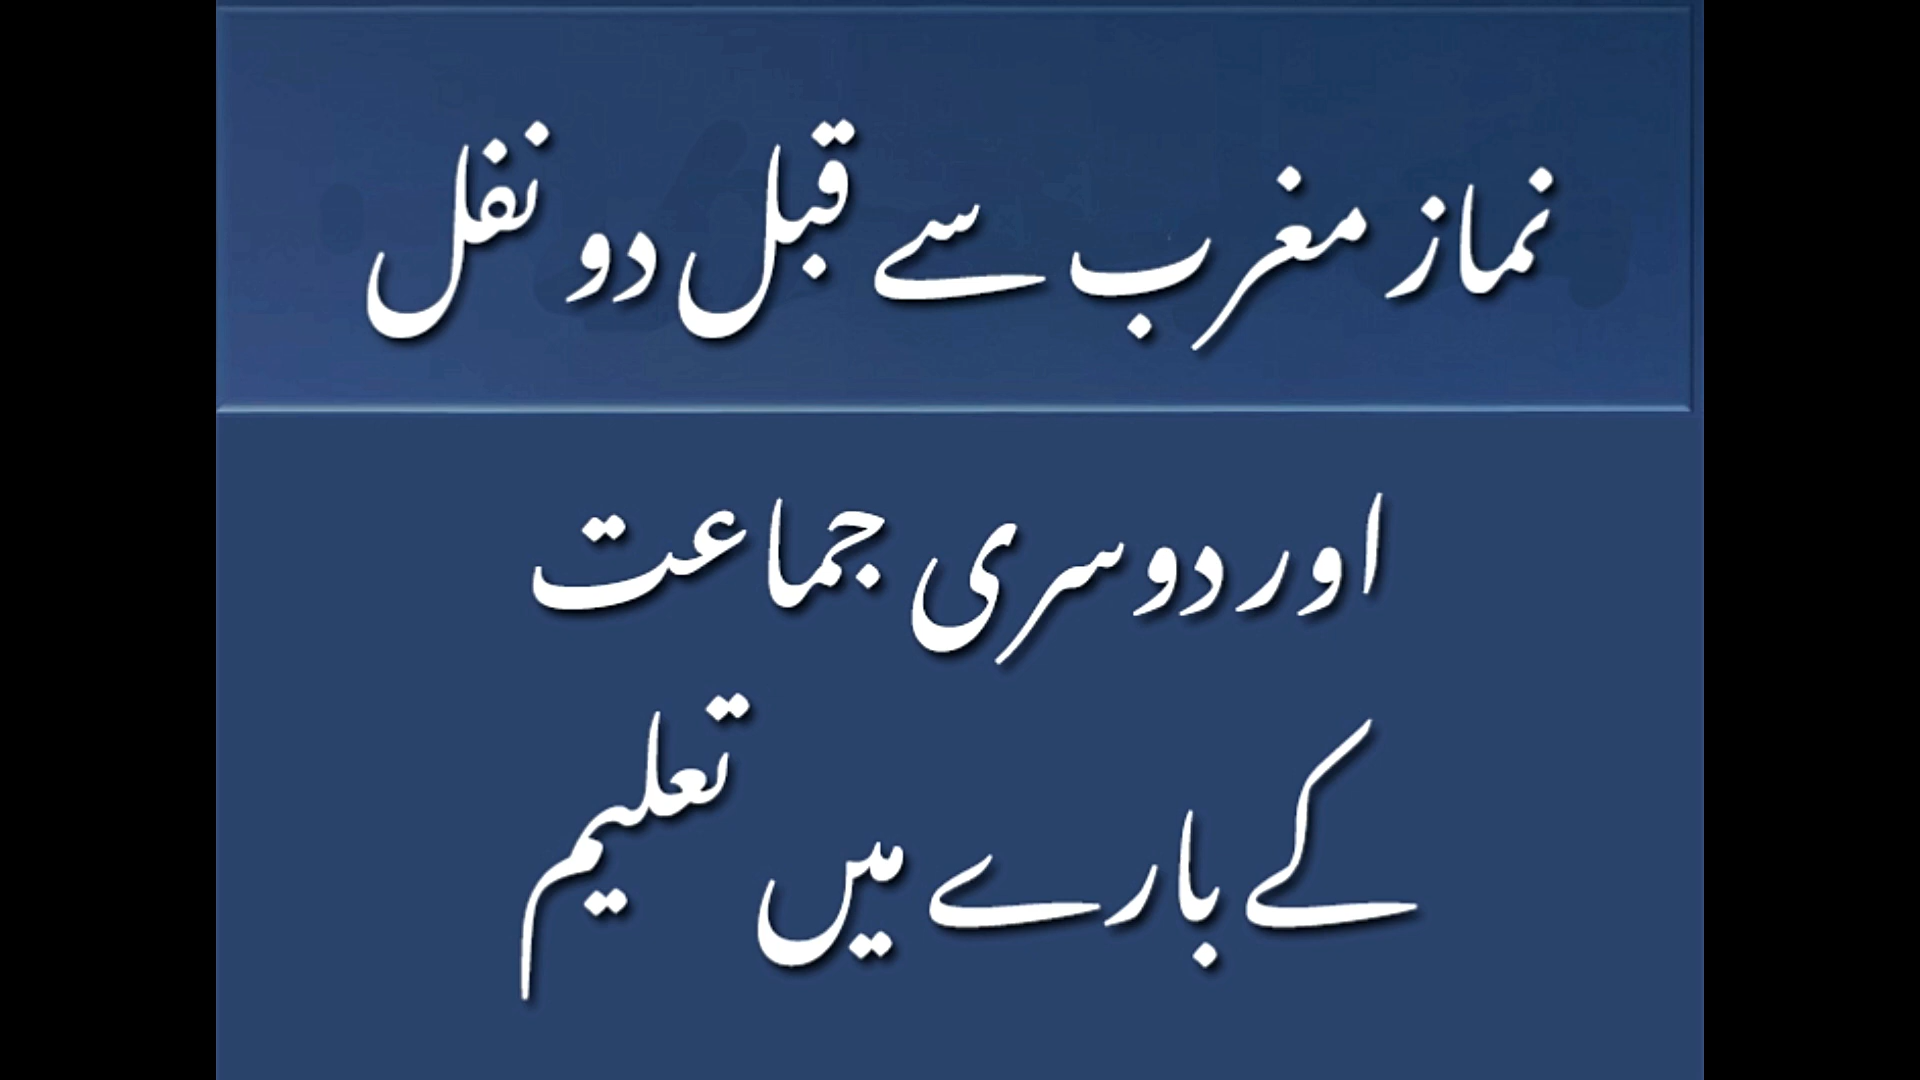 نماز مغرب سے قبل دو نفل
اور دوسری جماعت
کے بارے میں تعلیم